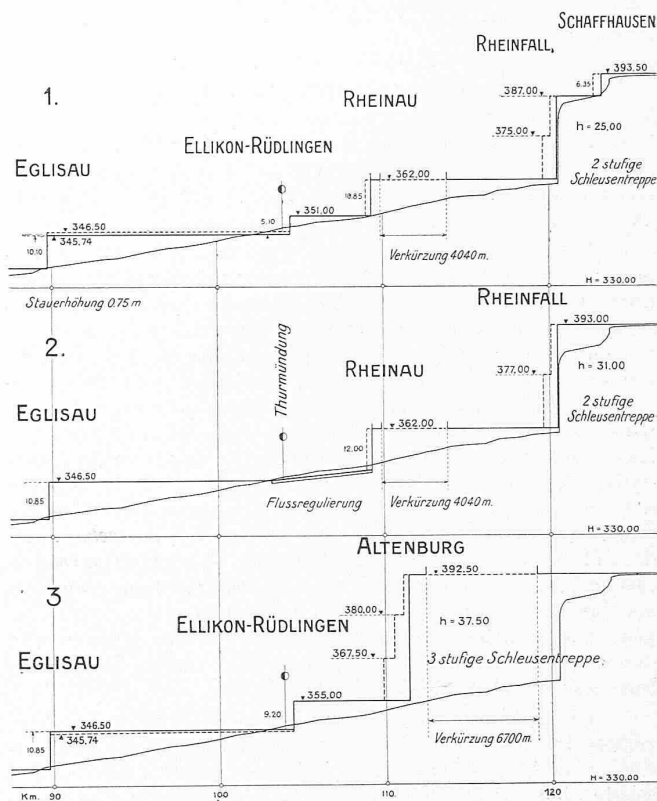 SCHAFFHAUSEN
RHEINFALL.
393.50
6.35
387.00
1.
RHEINAU
h = 25,00
375.00
ELLIKON-RÜDLINGEN
EGLISAU
2 stufige
Schleusentreppe
10.85
362.00
351.00
346.50
5.10
345.74
10.10
Verkürzung 4040 m.
H = 330.00
Stauerhöhung 0.75 m
RHEINFALL
393.00
2.
Thurmündung
RHEINAU
h = 31.00
377.00
EGLISAU
2 stufige
Schleusentreppe
362.00
12.00
346.50
10.85
Flussregulierung
Verkürzung 4040 m.
H = 330.00
ALTENBURG
392.50
3
380,00
ELLIKON-RÜDLINGEN
h = 37.50
367.50
EGLISAU
3 stufige Schleusentreppe
355.00
9.20
346.50
345.74
10.85
Verkürzung 6700 m.
H = 330.00
Km. 90 100 110. 120